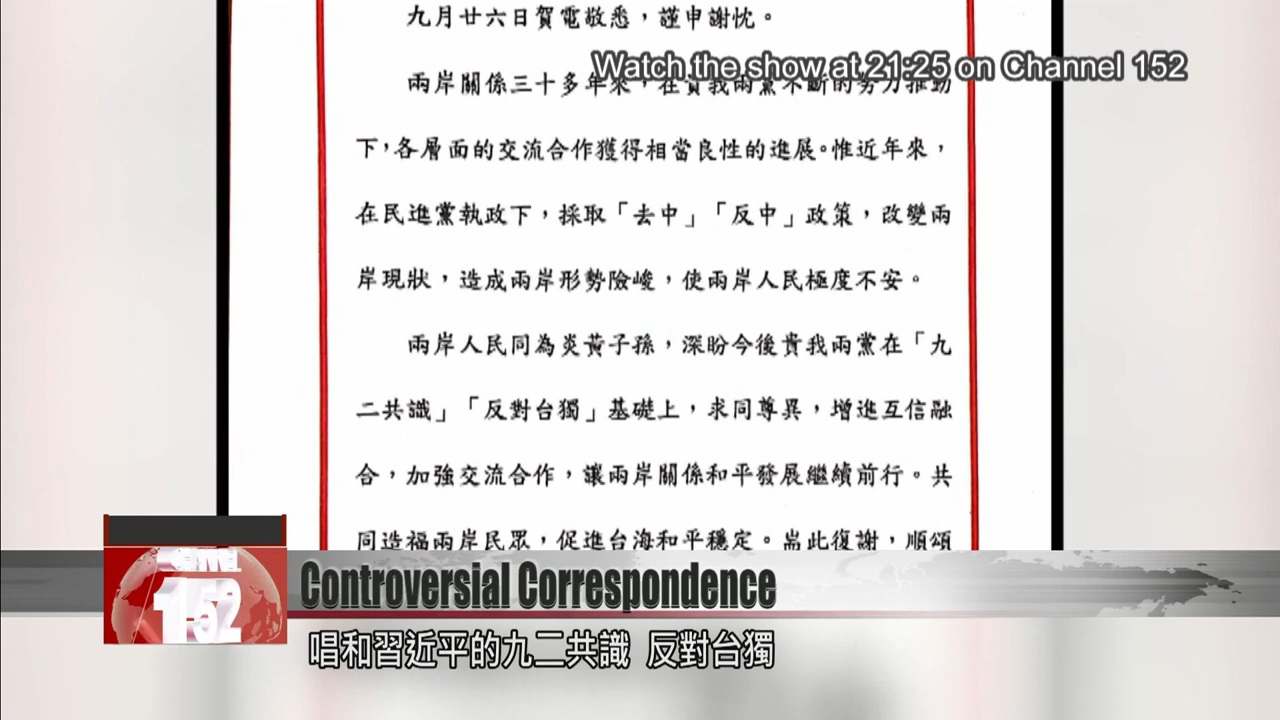 九月廿六日賀電敬悉，謹申謝忱。
Watch the show at 21:25 on Channel 152
兩岸關係三十多年來，在貴我兩黨不斷的努力推動
下，各層面的交流合作獲得相當良性的進展。惟近年來，
在民進黨執政下，採取「去中」「反中」政策，改變兩
岸現狀，造成兩岸形勢險峻，使兩岸人民極度不安。
兩岸人民同為炎黃子孫，深盼今後貴我兩黨在「九
二共識」「反對台獨」基礎上，求同尊異，增進互信融
合，加強交流合作，讓兩岸關係和平發展繼續前行。共
同造福兩岸民眾，促進台海和平穩定。耑此復謝，順頌
152
Controversial Correspondence
唱和習近平的九二共識 反對台獨